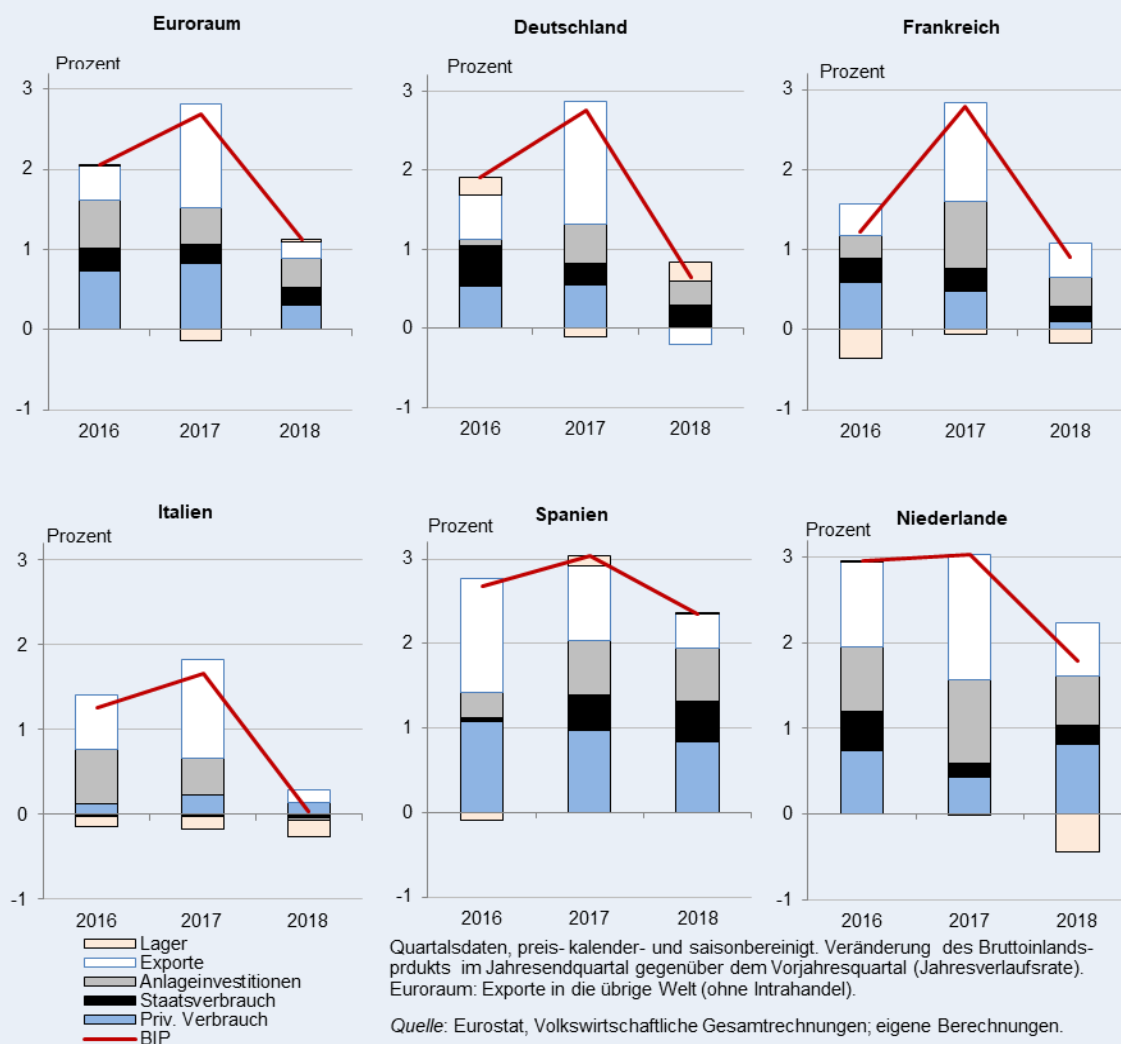 Euroraum
Prozent
3
2
1
0
-1
2016 2017 2018
Deutschland
Prozent
3
2
1
0
-1
2016 2017 2018
Frankreich
Prozent
3
2
1
0
-1
2016 2017 2018
Italien
Prozent
3
2
1
0
-1
2016 2017 2018
Spanien
Prozent
3
2
1
0
-1
2016 2017 2018
Niederlande
Prozent
3
2
1
0
-1
2016 2017 2018
Lager
Exporte
Anlageinvestitionen
Staatsverbrauch
Priv. Verbrauch
BIP
Quartalsdaten, preis- kalender- und saisonbereinigt. Veränderung des Bruttoinlands-
prdukts im Jahresendquartal gegenüber dem Vorjahresquartal (Jahresverlaufsrate).
Euroraum: Exporte in die übrige Welt (ohne Intrahandel).
Quelle: Eurostat, Volkswirtschaftliche Gesamtrechnungen; eigene Berechnungen.